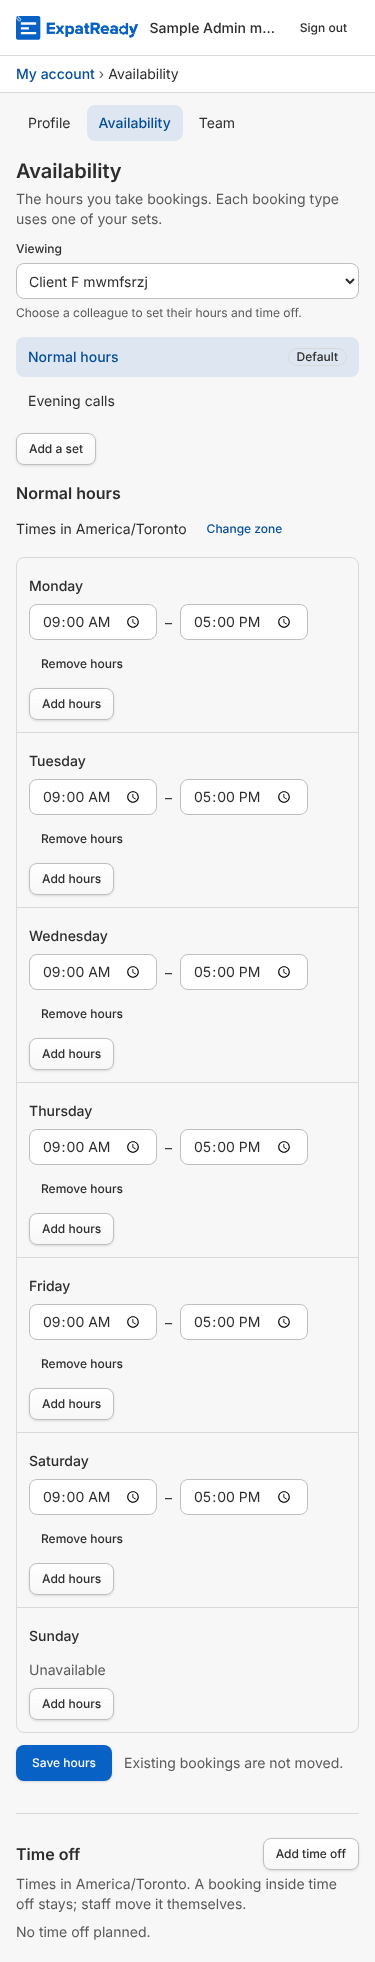 ExpatReady Sample Admin m... Sign out
My account › Availability
Profile Availability Team
Availability
The hours you take bookings. Each booking type
uses one of your sets.
Viewing
Client F mwmfsrzj
Choose a colleague to set their hours and time off.
Normal hours Default
Evening calls
Add a set
Normal hours
Times in America/Toronto Change zone
Monday
09:00 AM – 05:00 PM
Remove hours
Add hours
Tuesday
09:00 AM – 05:00 PM
Remove hours
Add hours
Wednesday
09:00 AM – 05:00 PM
Remove hours
Add hours
Thursday
09:00 AM – 05:00 PM
Remove hours
Add hours
Friday
09:00 AM – 05:00 PM
Remove hours
Add hours
Saturday
09:00 AM – 05:00 PM
Remove hours
Add hours
Sunday
Unavailable
Add hours
Save hours Existing bookings are not moved.
Time off Add time off
Times in America/Toronto. A booking inside time
off stays; staff move it themselves.
No time off planned.